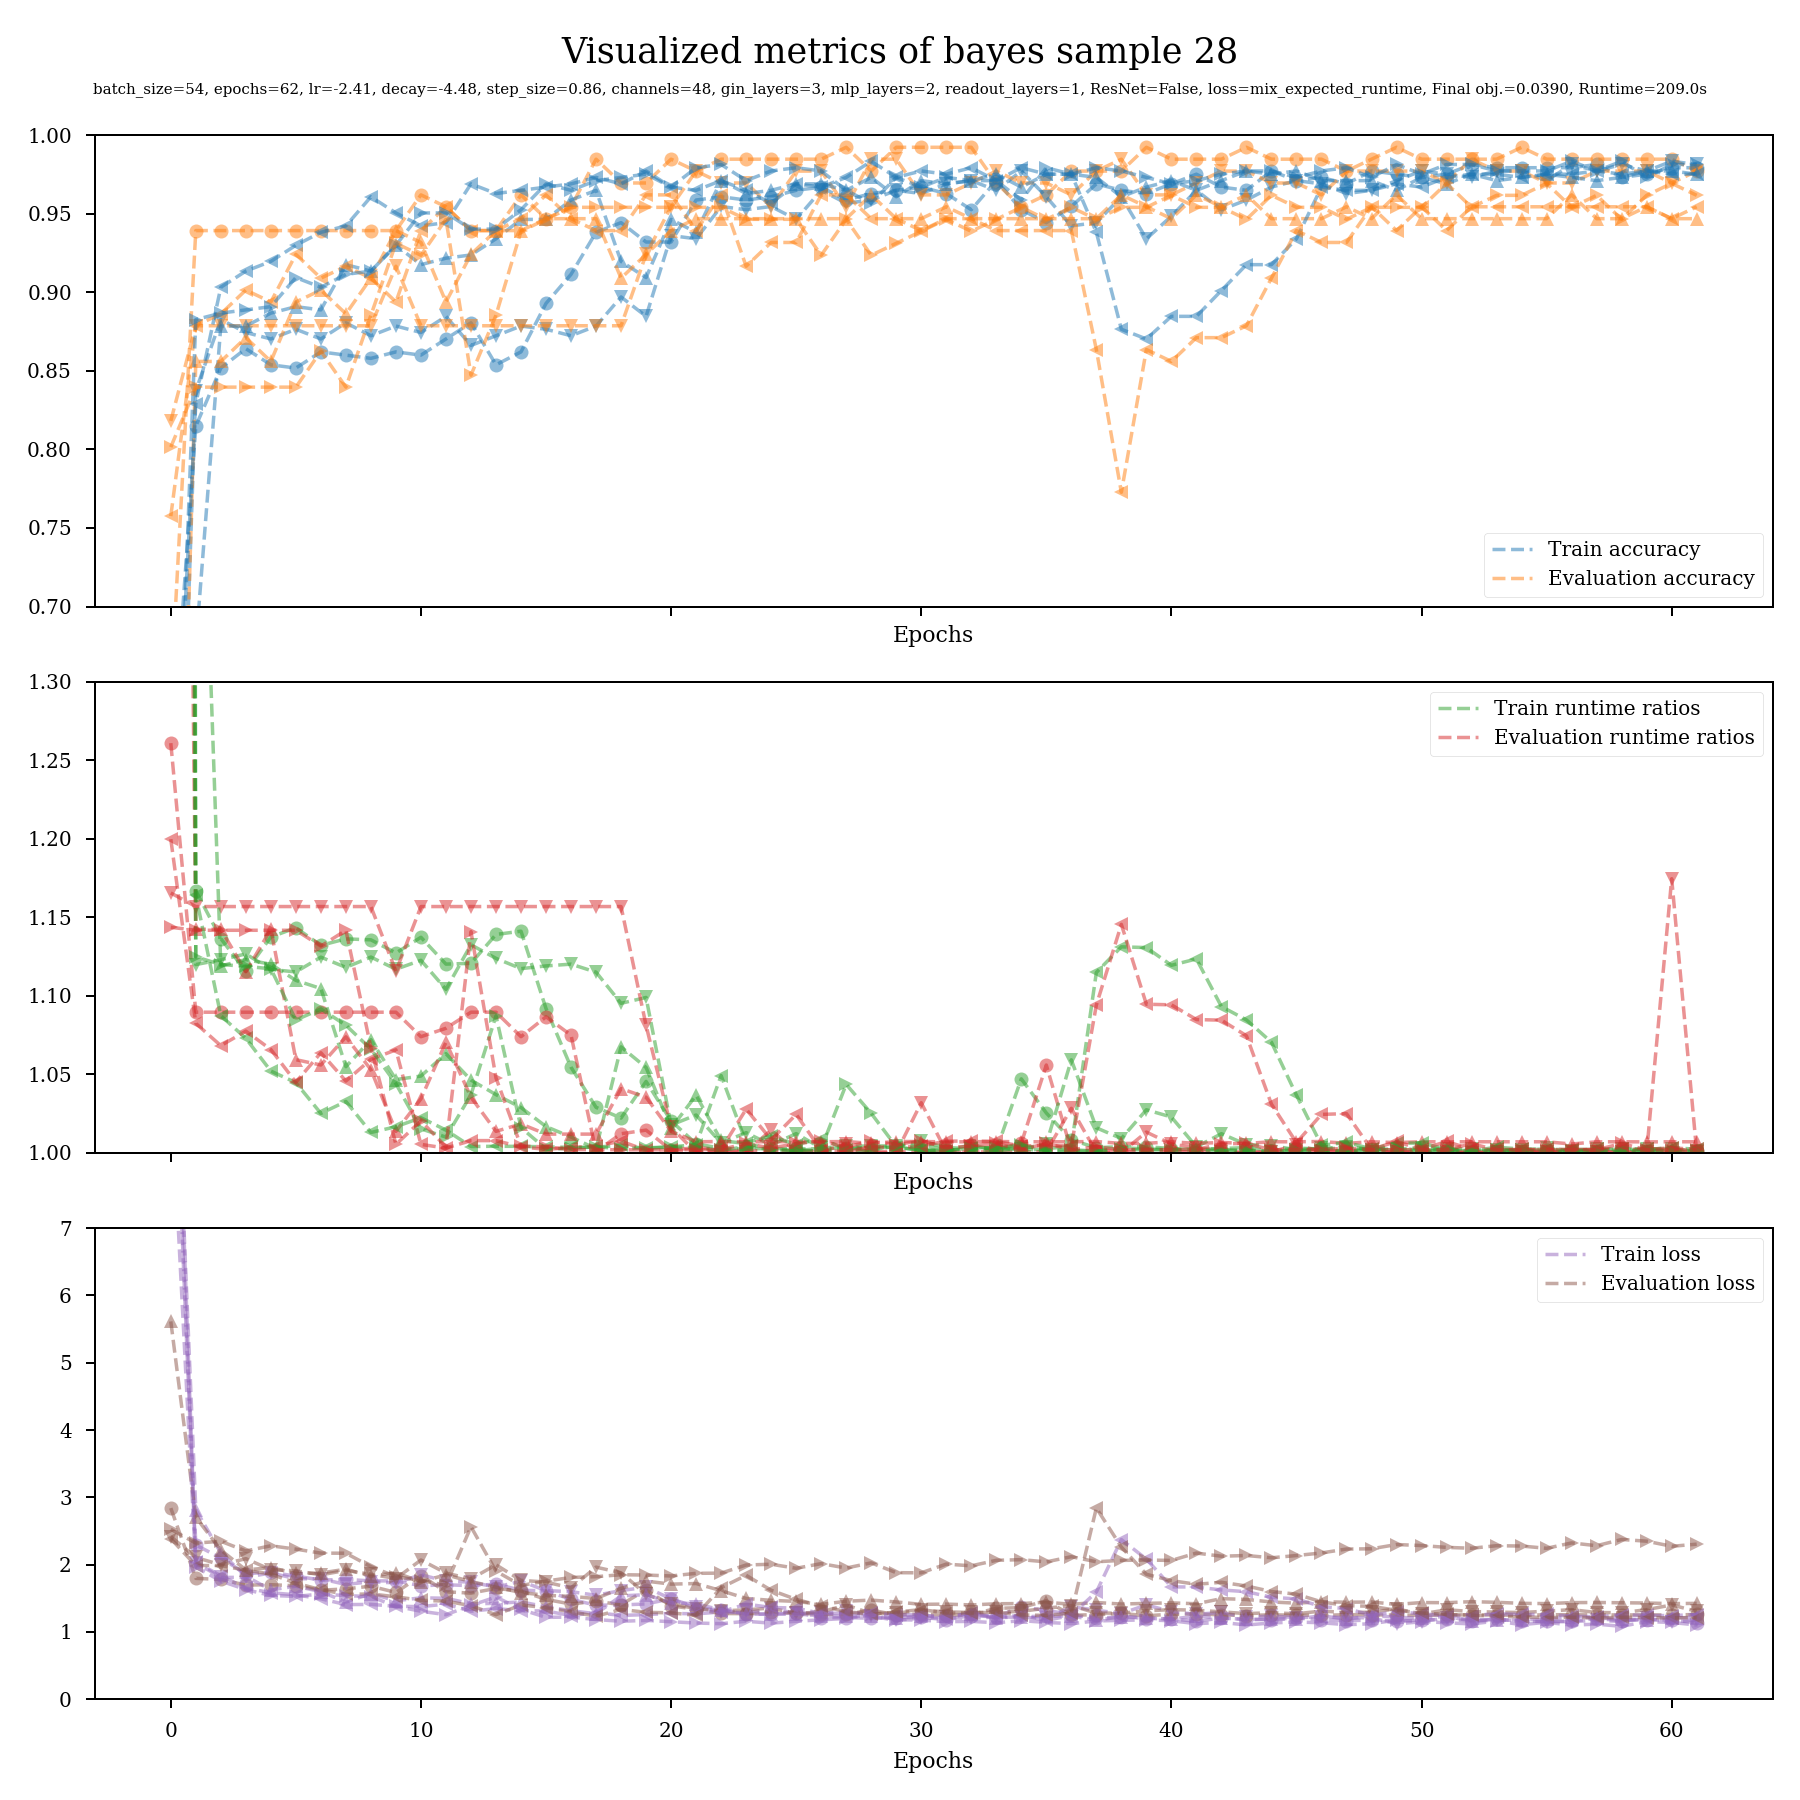 Visualized metrics of bayes sample 28
batch_size=54, epochs=62, lr=-2.41, decay=-4.48, step_size=0.86, channels=48, gin_layers=3, mlp_layers=2, readout_layers=1, ResNet=False, loss=mix_expected_runtime, Final obj.=0.0390, Runtime=209.0s
1.00
0.95
0.90
0.85
0.80
0.75
0.70
Train accuracy
Evaluation accuracy
Epochs
1.30
1.25
1.20
1.15
1.10
1.05
1.00
Train runtime ratios
Evaluation runtime ratios
Epochs
7
6
5
4
3
2
1
0
Train loss
Evaluation loss
0 10 20 30 40 50 60
Epochs